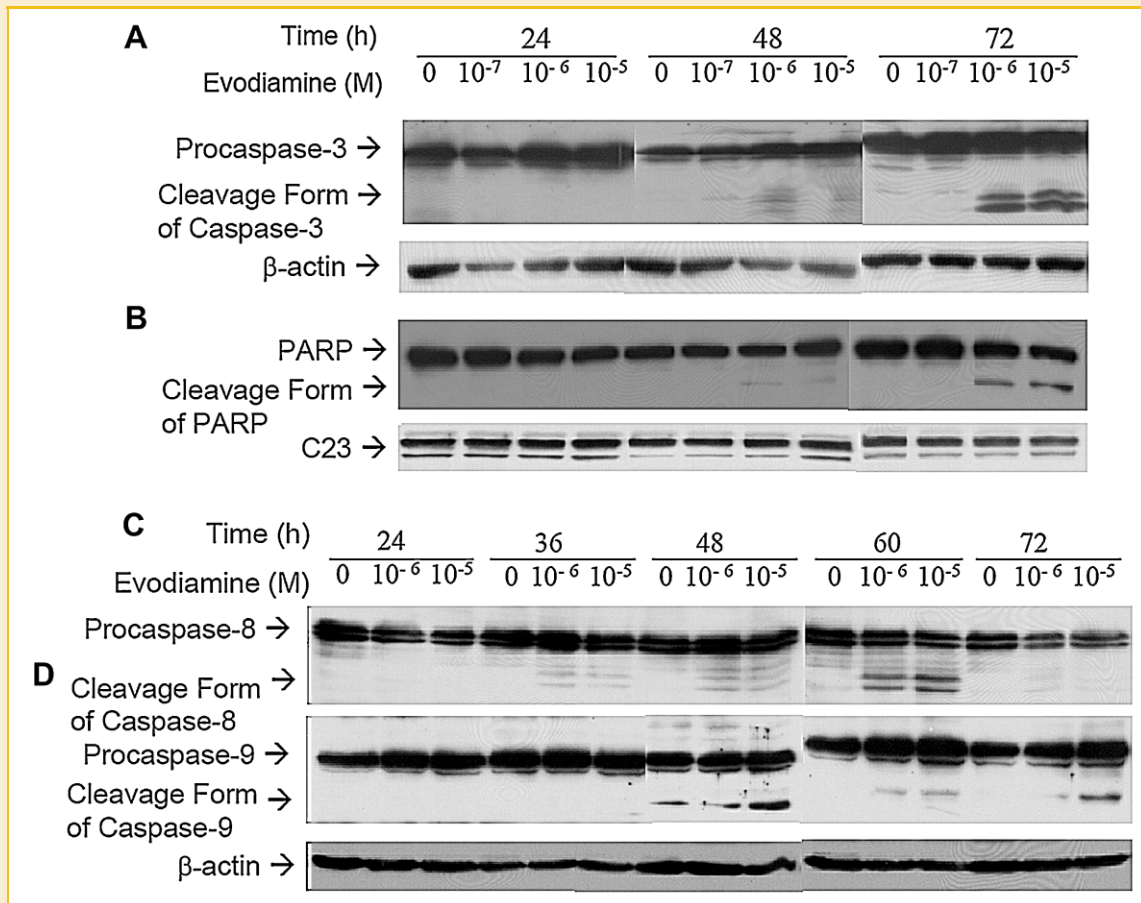 A
Time (h) 24 48 72
Evodiamine (M) 0 10⁻⁷ 10⁻⁶ 10⁻⁵ 0 10⁻⁷ 10⁻⁶ 10⁻⁵ 0 10⁻⁷ 10⁻⁶ 10⁻⁵
Procaspase-3 →
Cleavage Form →
of Caspase-3
β-actin →
B
PARP →
Cleavage Form →
of PARP
C23 →
C
Time (h) 24 36 48 60 72
Evodiamine (M) 0 10⁻⁶ 10⁻⁵ 0 10⁻⁶ 10⁻⁵ 0 10⁻⁶ 10⁻⁵ 0 10⁻⁶ 10⁻⁵ 0 10⁻⁶ 10⁻⁵
Procaspase-8 →
D
Cleavage Form →
of Caspase-8
Procaspase-9 →
Cleavage Form →
of Caspase-9
β-actin →